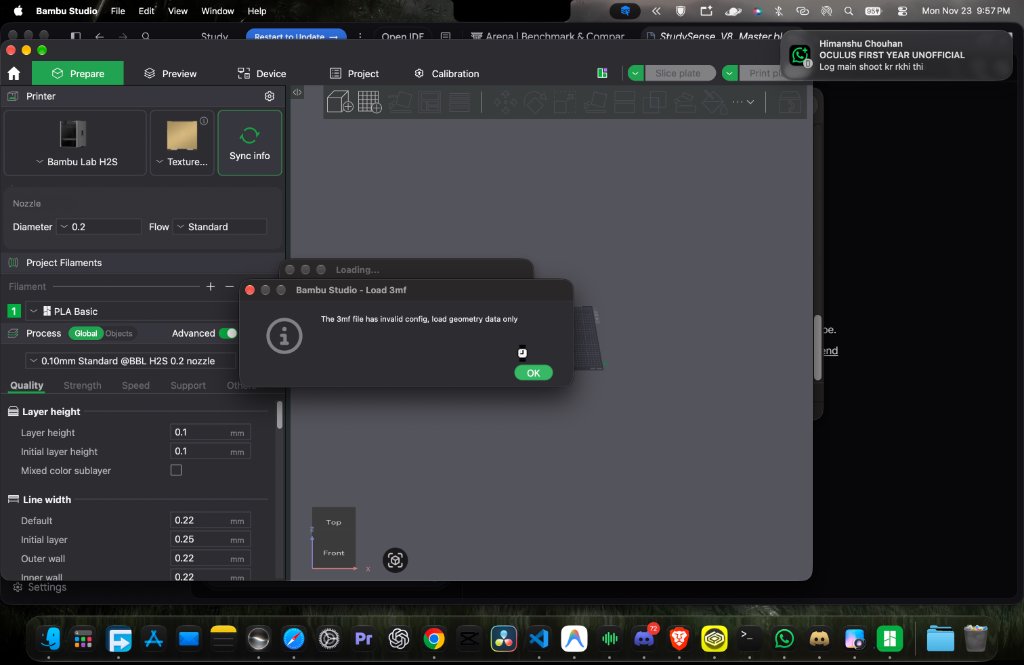 Bambu Studio File Edit View Window Help 95 Mon Nov 23 9:57 PM
Study Restart to Update → Open IDE Arena | Benchmark & Compar StudySense_V8_Master.bl
Himanshu Chouhan
OCULUS FIRST YEAR UNOFFICIAL
Log main shoot kr rkhi thi
Prepare Preview Device Project Calibration Slice plate Print pl
Printer
Bambu Lab H2S Texture... Sync info
Nozzle
Diameter 0.2 Flow Standard
Project Filaments
Filament + −
1 PLA Basic
Process Global Objects Advanced
0.10mm Standard @BBL H2S 0.2 nozzle
Quality Strength Speed Support Oth
Layer height
Layer height 0.1 mm
Initial layer height 0.1 mm
Mixed color sublayer
Line width
Default 0.22 mm
Initial layer 0.25 mm
Outer wall 0.22 mm
Inner wall 0.22 mm
Settings
Loading...
Bambu Studio - Load 3mf
The 3mf file has invalid config, load geometry data only
OK
pe.
end
Top
Front
z
x
Pr
72